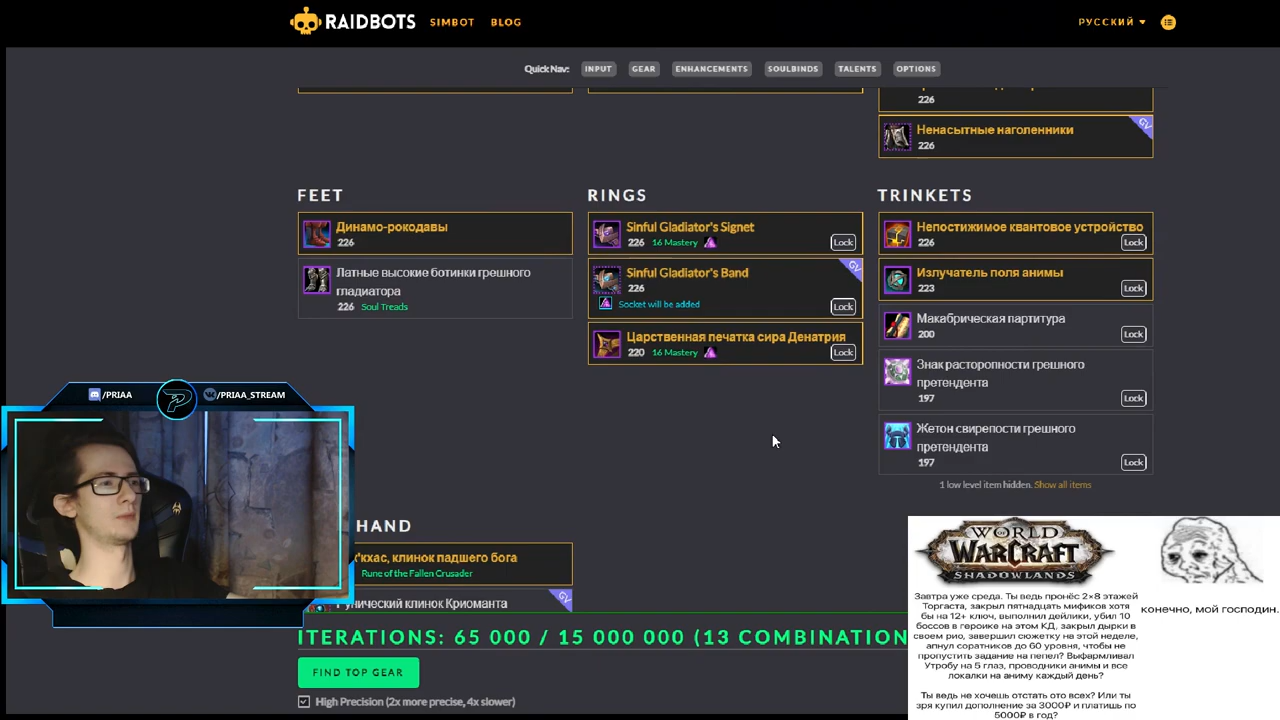 RAIDBOTS SIMBOT BLOG РУССКИЙ
Quick Nav: INPUT GEAR ENHANCEMENTS SOULBINDS TALENTS OPTIONS
226
Ненасытные наголенники
GV
226
FEET
Динамо-рокодавы
226
Латные высокие ботинки грешного
гладиатора
226 Soul Treads
RINGS
Sinful Gladiator's Signet
226 16 Mastery Lock
Sinful Gladiator's Band
GV
226
Socket will be added Lock
Царственная печатка сира Денатрия
220 16 Mastery Lock
TRINKETS
Непостижимое квантовое устройство
226 Lock
Излучатель поля анимы
223 Lock
Макабрическая партитура
200 Lock
Знак расторопности грешного
претендента
197 Lock
Жетон свирепости грешного
претендента
197 Lock
1 low level item hidden. Show all items
/PRIAA /PRIAA_STREAM
HAND
'кхас, клинок падшего бога
Rune of the Fallen Crusader
Рунический клинок Криоманта
GV
ITERATIONS: 65 000 / 15 000 000 (13 COMBINATION
FIND TOP GEAR
High Precision (2x more precise, 4x slower)
WORLD
WARCRAFT
SHADOWLANDS
Завтра уже среда. Ты ведь пронёс 2×8 этажей
Торгаста, закрыл пятнадцать мификов хотя
бы на 12+ ключ, выполнил дейлики, убил 10
боссов в героике на этом КД, закрыл дырки в
своем рио, завершил сюжетку на этой неделе,
апнул соратников до 60 уровня, чтобы не
пропустить задание на пепел? Выфармливал
Утробу на 5 глаз, проводники анимы и все
локалки на аниму каждый день?
Ты ведь не хочешь отстать ото всех? Или ты
зря купил дополнение за 3000₽ и платишь по
5000₽ в год?
конечно, мой господин.